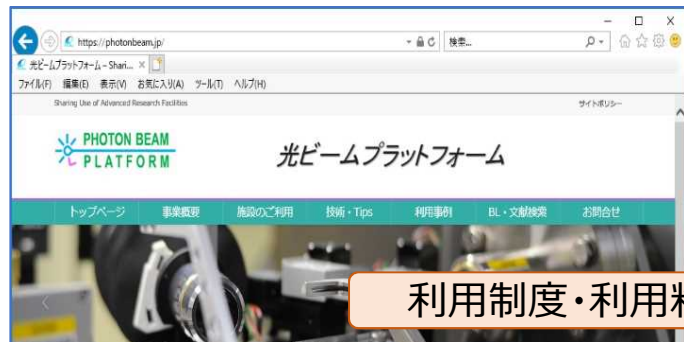 https://photonbeam.jp/
検索...
光ビームプラットフォーム – Shari...
ファイル(F) 編集(E) 表示(V) お気に入り(A) ツール(T) ヘルプ(H)
Sharing Use of Advanced Research Facilities
サイトポリシー
PHOTON BEAM
PLATFORM
光ビームプラットフォーム
トップページ 事業概要 施設のご利用 技術・Tips 利用事例 BL・文献検索 お問合せ
利用制度・利用料